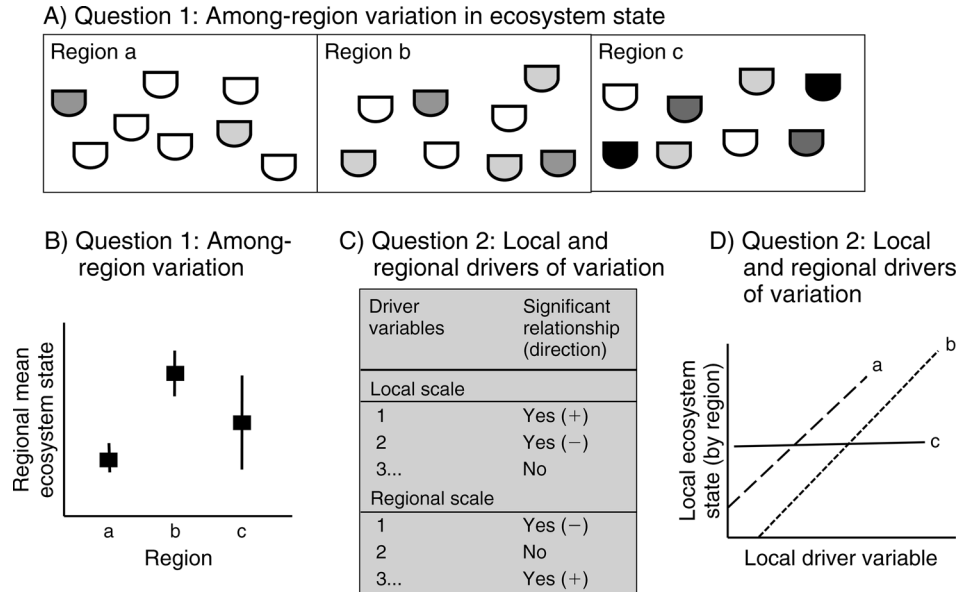 A) Question 1: Among-region variation in ecosystem state
Region a
Region b
Region c
B) Question 1: Among-
region variation
Regional mean
ecosystem state
a b c
Region
C) Question 2: Local and
regional drivers of variation
Driver
variables
Significant
relationship
(direction)
Local scale
1 Yes (+)
2 Yes (−)
3... No
Regional scale
1 Yes (−)
2 No
3... Yes (+)
D) Question 2: Local
and regional drivers
of variation
Local ecosystem
state (by region)
a
b
c
Local driver variable